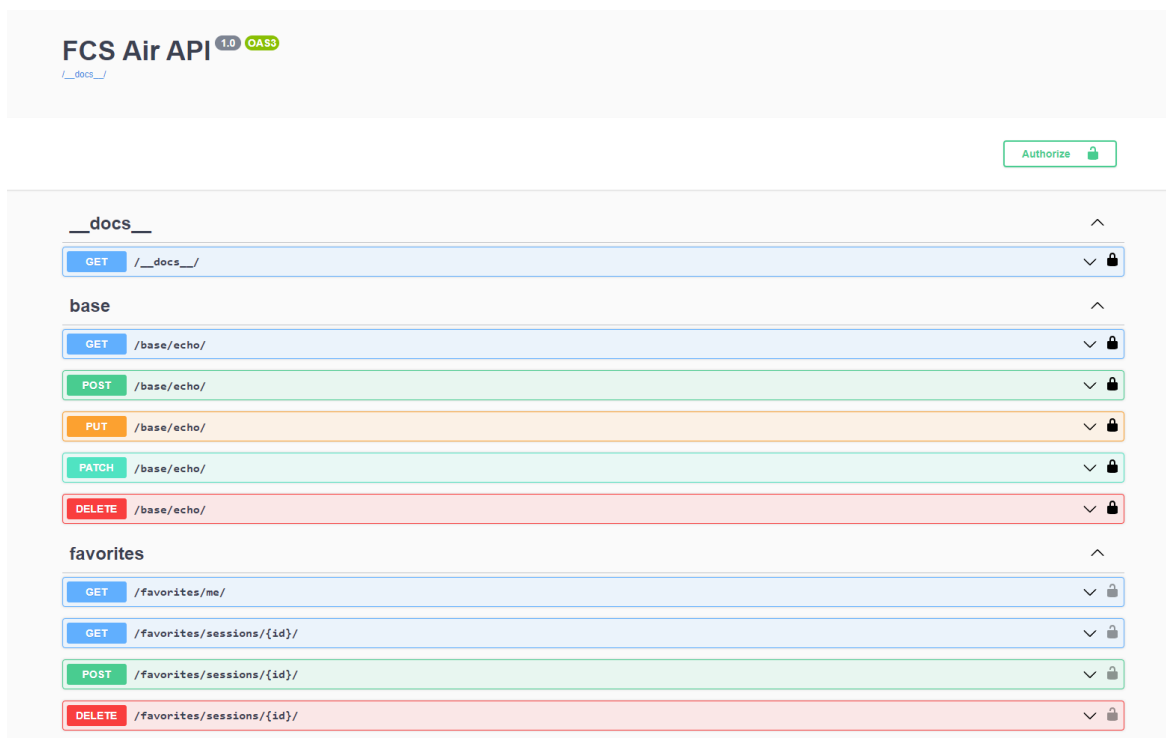 FCS Air API 1.0 OAS3
/__docs__/
Authorize
__docs__
GET /__docs__/
base
GET /base/echo/
POST /base/echo/
PUT /base/echo/
PATCH /base/echo/
DELETE /base/echo/
favorites
GET /favorites/me/
GET /favorites/sessions/{id}/
POST /favorites/sessions/{id}/
DELETE /favorites/sessions/{id}/